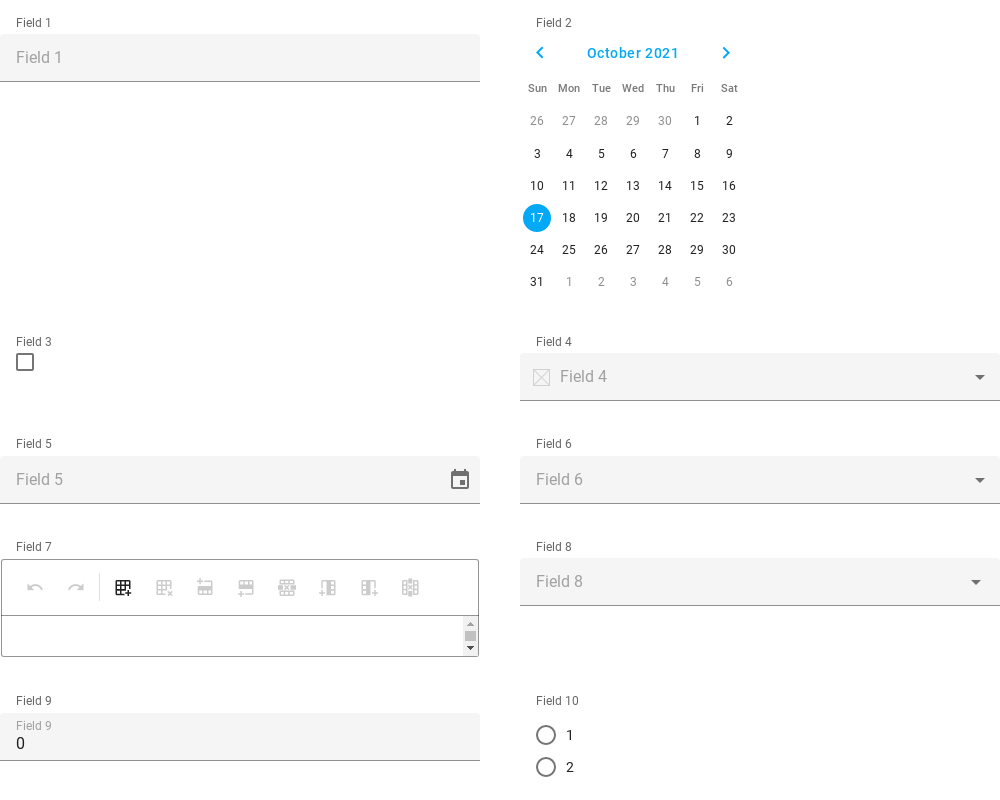 Field 1
Field 1
Field 2
October 2021
Sun Mon Tue Wed Thu Fri Sat
26 27 28 29 30 1 2
3 4 5 6 7 8 9
10 11 12 13 14 15 16
17 18 19 20 21 22 23
24 25 26 27 28 29 30
31 1 2 3 4 5 6
Field 3
Field 4
Field 4
Field 5
Field 5
Field 6
Field 6
Field 7
Field 8
Field 8
Field 9
Field 9
0
Field 10
1
2